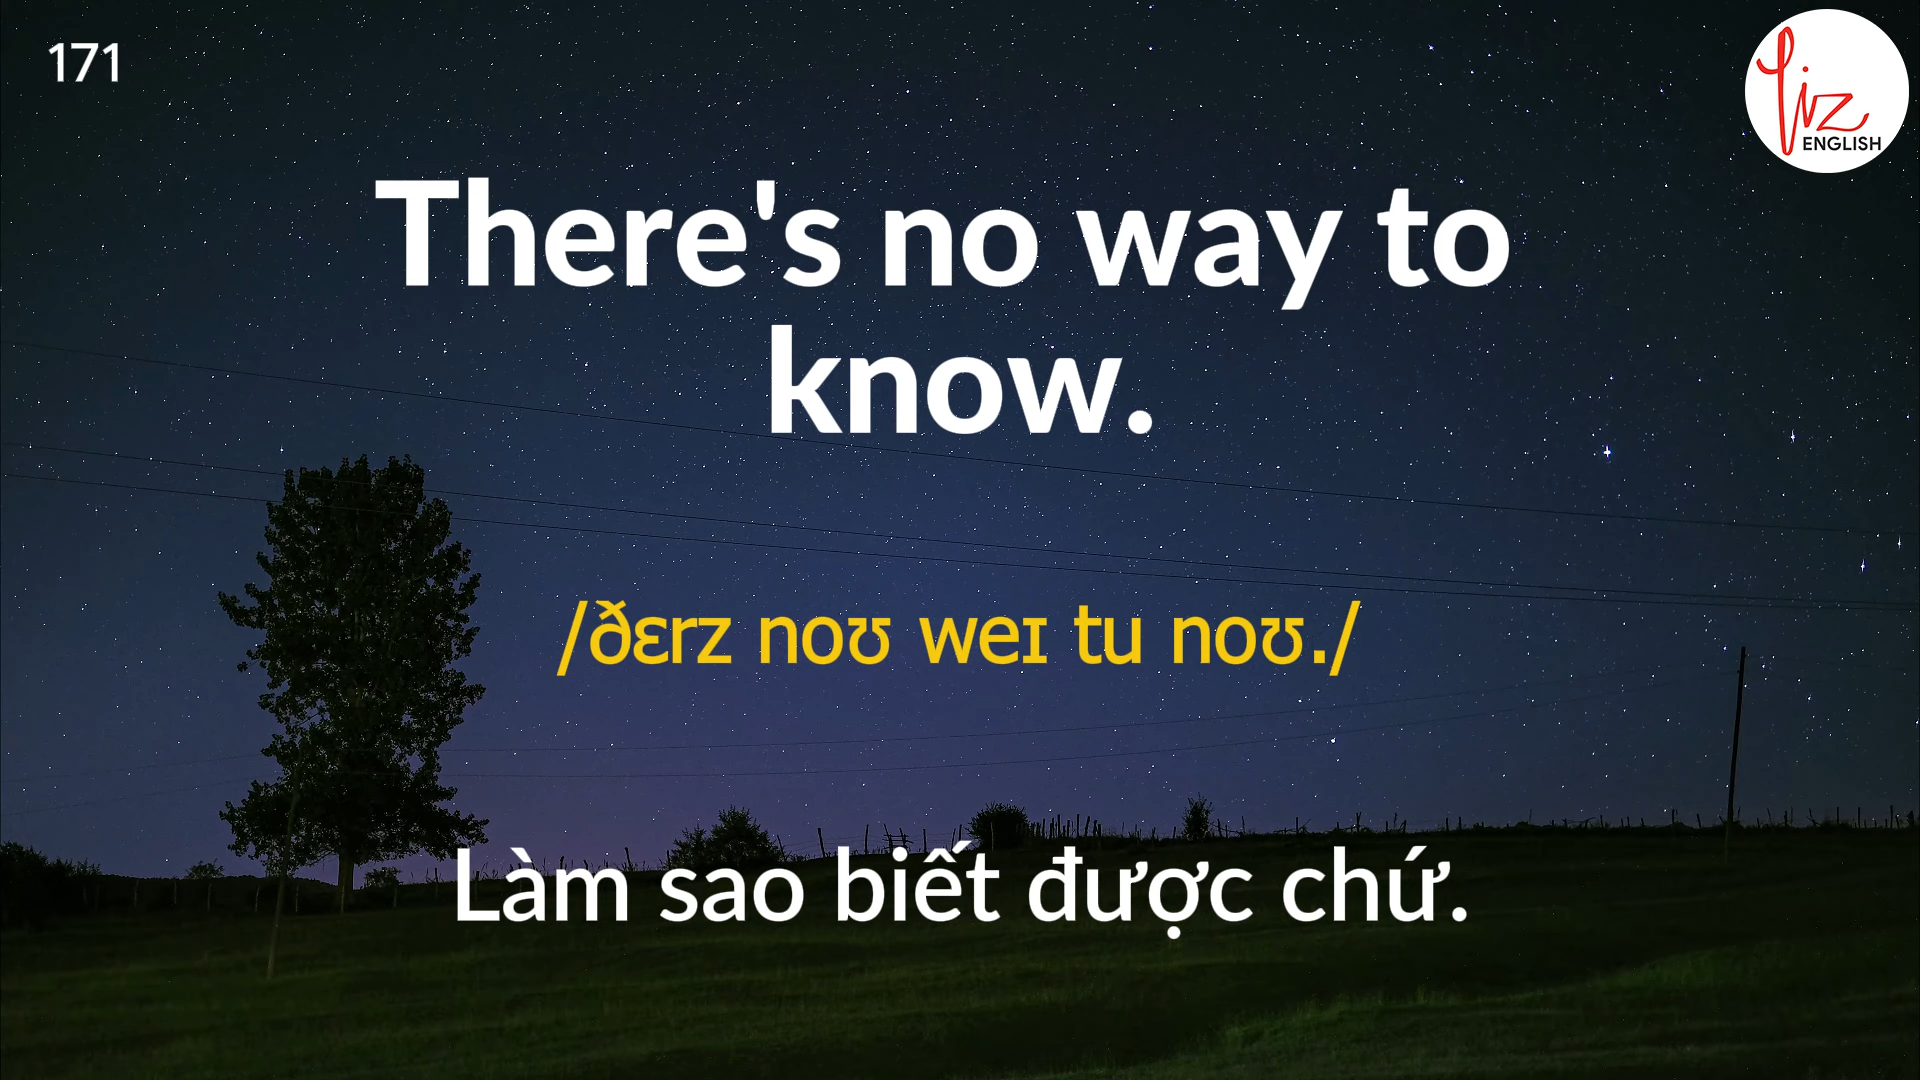 171
Liz
ENGLISH
There's no way to
know.
/ðɛrz noʊ weɪ tu noʊ./
Làm sao biết được chứ.